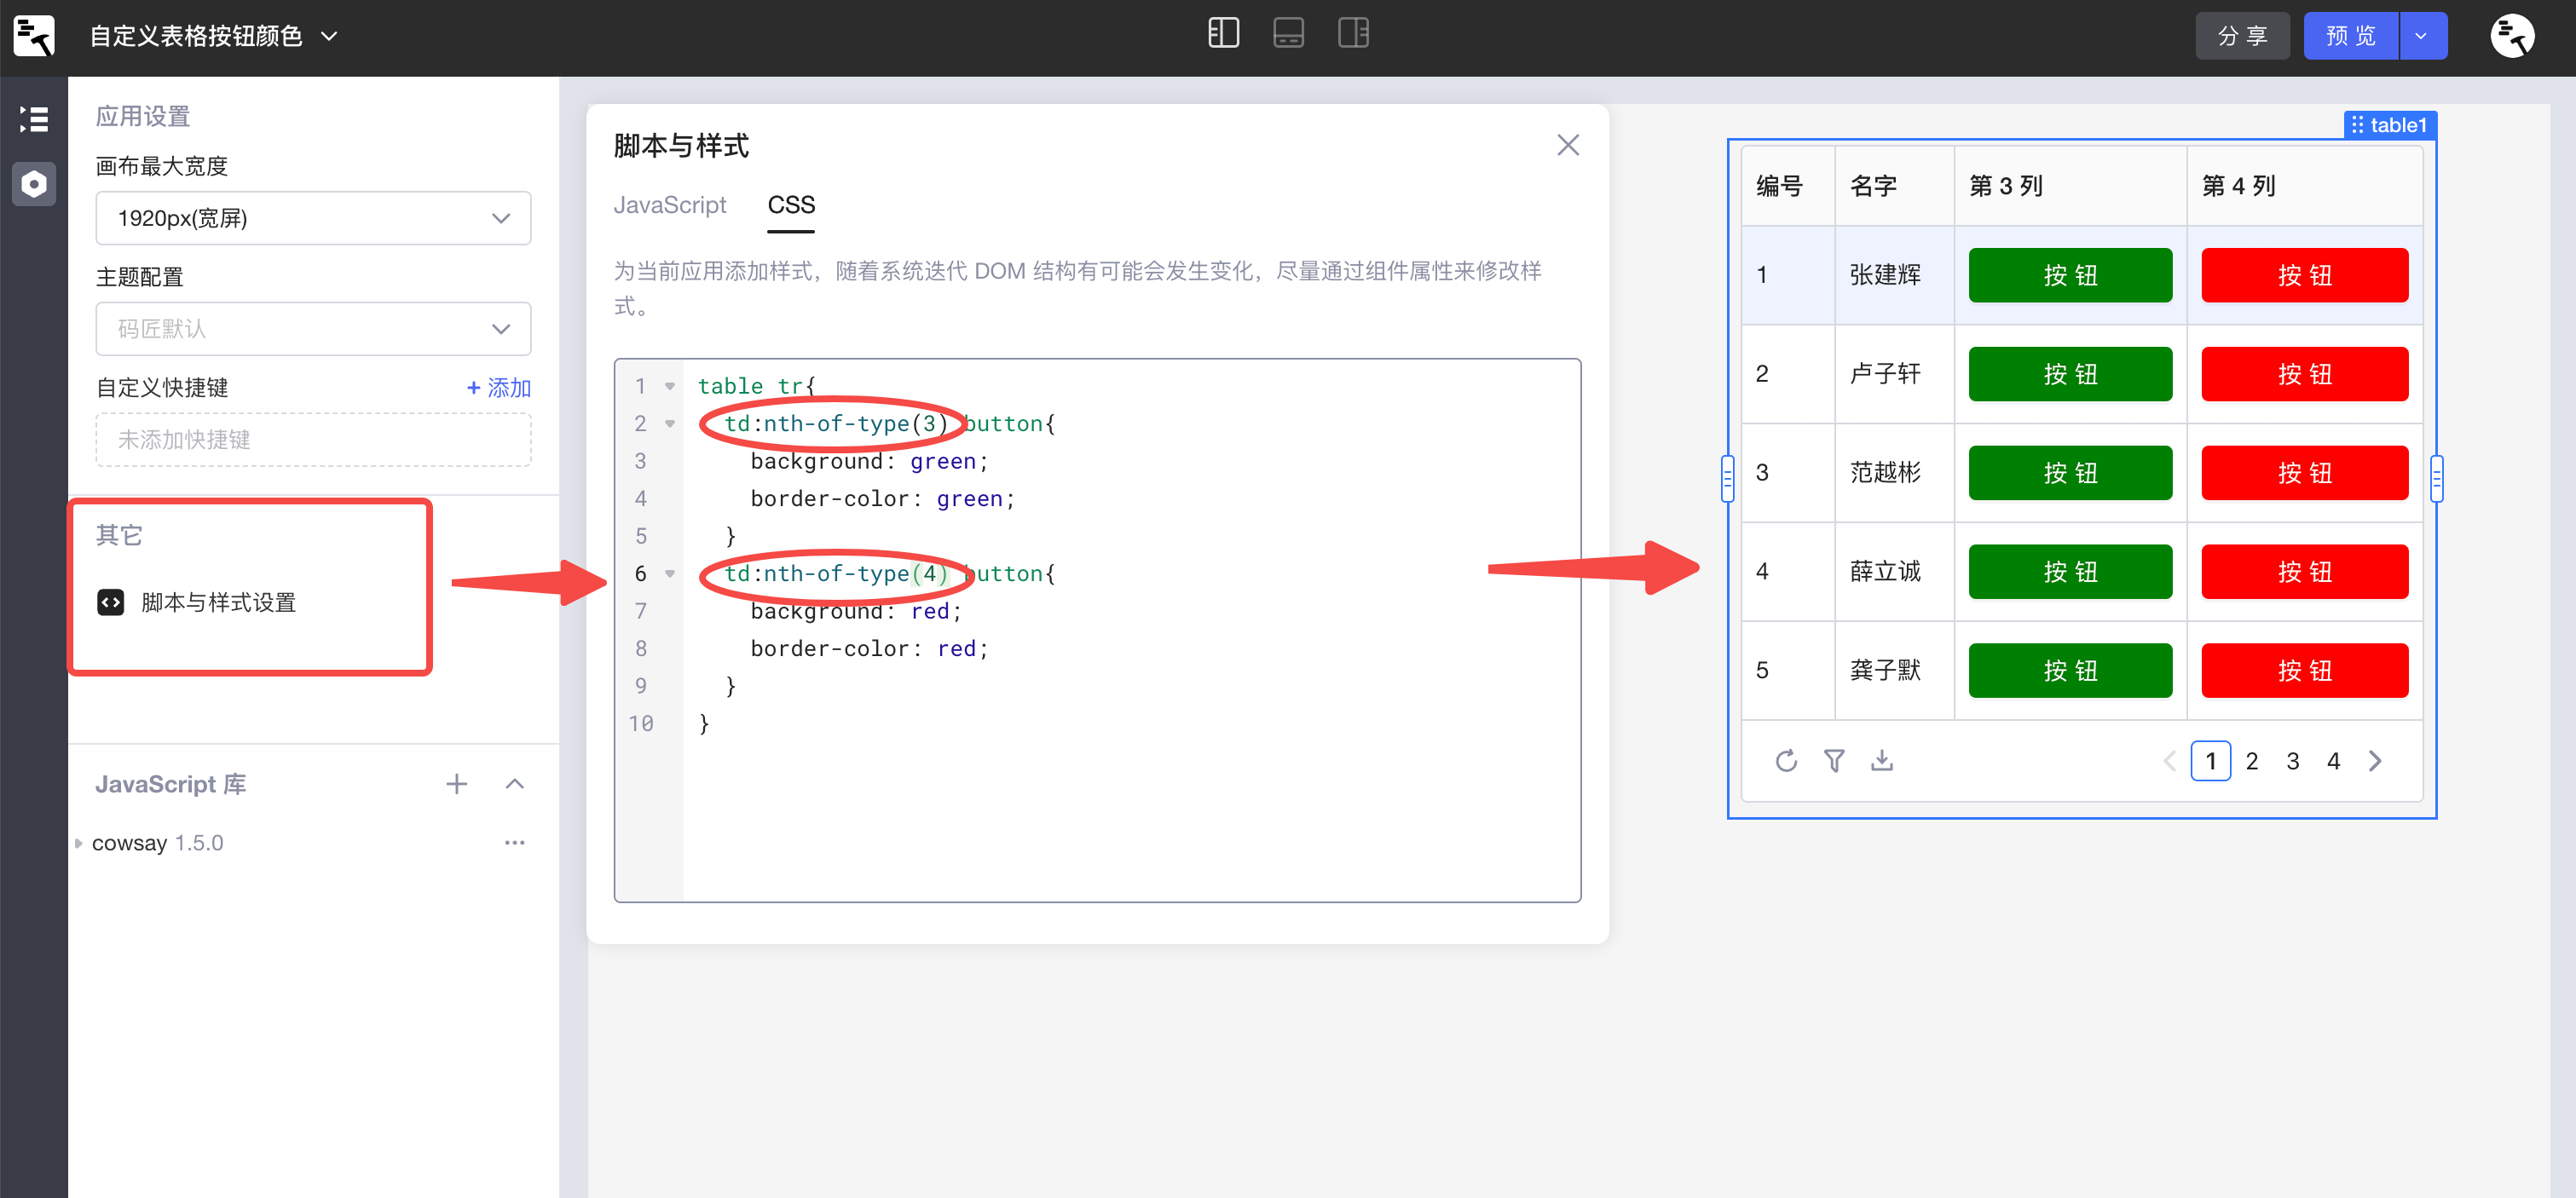 自定义表格按钮颜色
分享
预览
应用设置
画布最大宽度
1920px(宽屏)
主题配置
码匠默认
自定义快捷键
+ 添加
未添加快捷键
其它
脚本与样式设置
JavaScript 库
cowsay 1.5.0
脚本与样式
JavaScript
CSS
为当前应用添加样式，随着系统迭代 DOM 结构有可能会发生变化，尽量通过组件属性来修改样
式。
1 table tr{
2 td:nth-of-type(3) button{
3 background: green;
4 border-color: green;
5 }
6 td:nth-of-type(4) button{
7 background: red;
8 border-color: red;
9 }
10 }
table1
编号 名字 第 3 列 第 4 列
1 张建辉 按钮 按钮
2 卢子轩 按钮 按钮
3 范越彬 按钮 按钮
4 薛立诚 按钮 按钮
5 龚子默 按钮 按钮
1 2 3 4